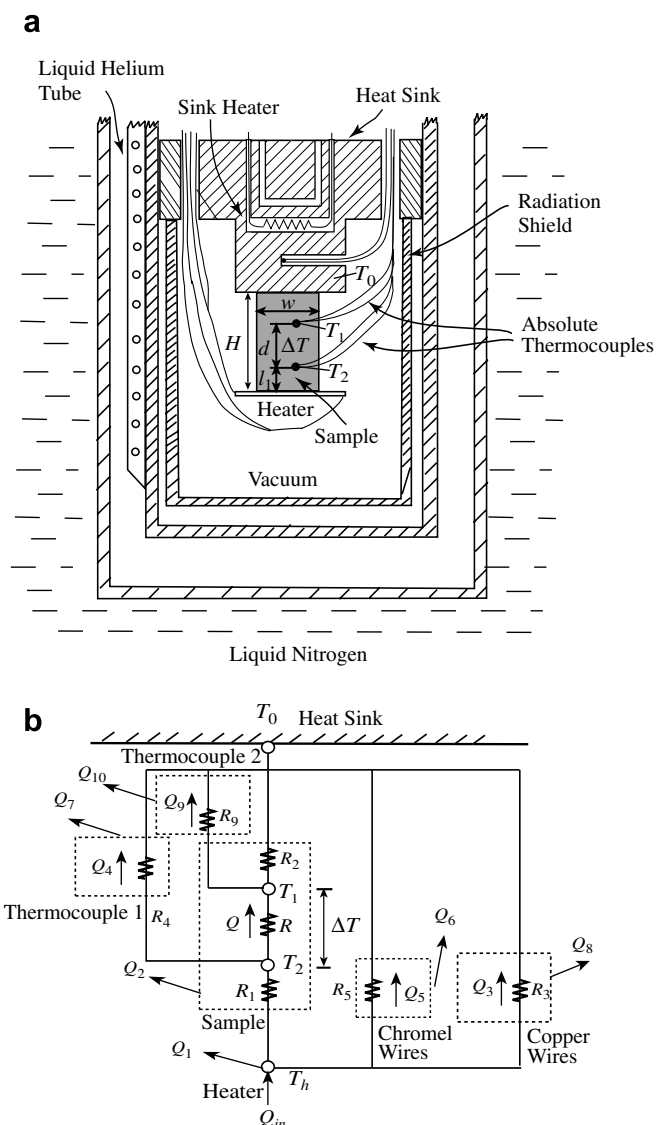 a
Liquid Helium
Tube
Sink Heater
Heat Sink
Radiation
Shield
T0
w
T1
H
d
ΔT
Absolute
Thermocouples
T2
l1
Heater
Sample
Vacuum
Liquid Nitrogen
b
T0
Heat Sink
Thermocouple 2
Q10
Q9
R9
Q7
Q4
R2
T1
Thermocouple 1
R4
Q
R
ΔT
Q6
Q8
T2
Q2
R1
R5
Q5
Q3
R3
Sample
Chromel
Wires
Copper
Wires
Q1
Heater
Th
Qin